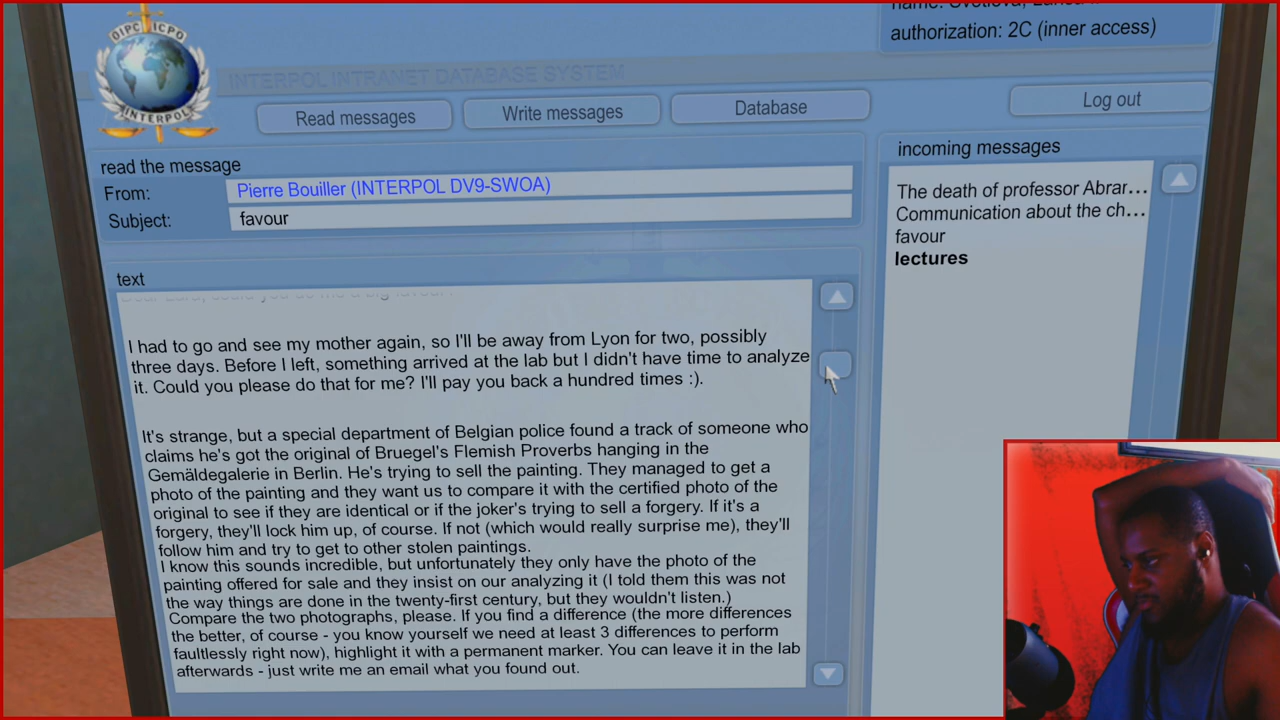 OIPC ICPO
INTERPOL
authorization: 2C (inner access)
INTERPOL INTRANET DATABASE SYSTEM
Read messages
Write messages
Database
Log out
read the message
From:
Pierre Bouiller (INTERPOL DV9-SWOA)
Subject:
favour
incoming messages
The death of professor Abrar...
Communication about the ch...
favour
lectures
text
I had to go and see my mother again, so I'll be away from Lyon for two, possibly
three days. Before I left, something arrived at the lab but I didn't have time to analyze
it. Could you please do that for me? I'll pay you back a hundred times :).
It's strange, but a special department of Belgian police found a track of someone who
claims he's got the original of Bruegel's Flemish Proverbs hanging in the
Gemäldegalerie in Berlin. He's trying to sell the painting. They managed to get a
photo of the painting and they want us to compare it with the certified photo of the
original to see if they are identical or if the joker's trying to sell a forgery. If it's a
forgery, they'll lock him up, of course. If not (which would really surprise me), they'll
follow him and try to get to other stolen paintings.
I know this sounds incredible, but unfortunately they only have the photo of the
painting offered for sale and they insist on our analyzing it (I told them this was not
the way things are done in the twenty-first century, but they wouldn't listen.)
Compare the two photographs, please. If you find a difference (the more differences
the better, of course - you know yourself we need at least 3 differences to perform
faultlessly right now), highlight it with a permanent marker. You can leave it in the lab
afterwards - just write me an email what you found out.